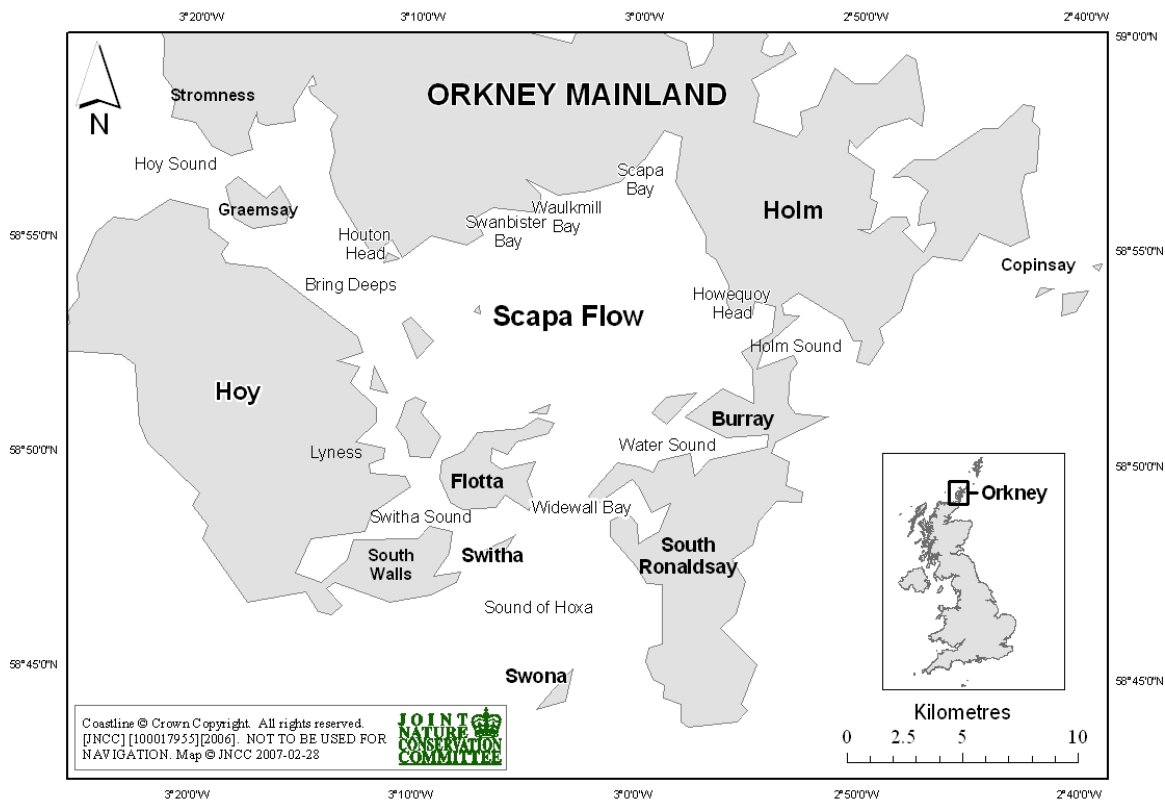 3°20'0"W 3°10'0"W 3°0'0"W 2°50'0"W 2°40'0"W
59°0'0"N
N
Stromness
ORKNEY MAINLAND
Hoy Sound
Scapa
Bay
Graemsay
Waulkmill
Bay
Swanbister
Bay
Holm
Houton
Head
58°55'0"N
58°55'0"N
Copinsay
Bring Deeps
Howequoy
Head
Scapa Flow
Holm Sound
Hoy
Burray
Water Sound
Lyness
58°50'0"N
58°50'0"N
Flotta
Widewall Bay
Switha Sound
Orkney
South
Walls
Switha
South
Ronaldsay
Sound of Hoxa
58°45'0"N
58°45'0"N
Swona
Kilometres
0 2.5 5 10
Coastline © Crown Copyright. All rights reserved.
[JNCC] [100017955][2006]. NOT TO BE USED FOR
NAVIGATION. Map © JNCC 2007-02-28
JOINT
NATURE
CONSERVATION
COMMITTEE
3°20'0"W 3°10'0"W 3°0'0"W 2°50'0"W 2°40'0"W